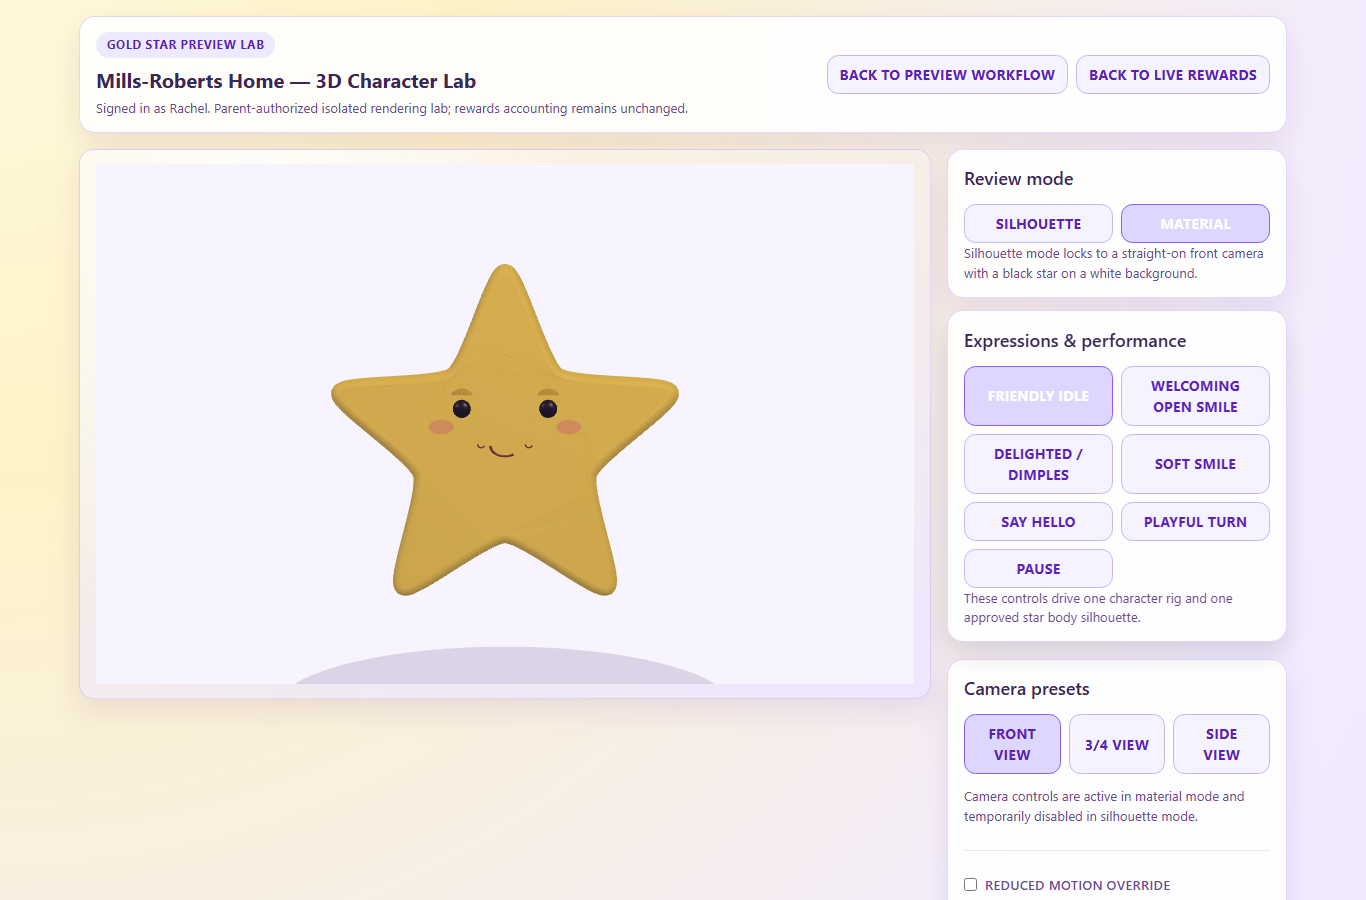 GOLD STAR PREVIEW LAB
Mills-Roberts Home — 3D Character Lab
Signed in as Rachel. Parent-authorized isolated rendering lab; rewards accounting remains unchanged.
BACK TO PREVIEW WORKFLOW
BACK TO LIVE REWARDS
Review mode
SILHOUETTE
MATERIAL
Silhouette mode locks to a straight-on front camera
with a black star on a white background.
Expressions & performance
FRIENDLY IDLE
WELCOMING
OPEN SMILE
DELIGHTED /
DIMPLES
SOFT SMILE
SAY HELLO
PLAYFUL TURN
PAUSE
These controls drive one character rig and one
approved star body silhouette.
Camera presets
FRONT
VIEW
3/4 VIEW
SIDE
VIEW
Camera controls are active in material mode and
temporarily disabled in silhouette mode.
REDUCED MOTION OVERRIDE